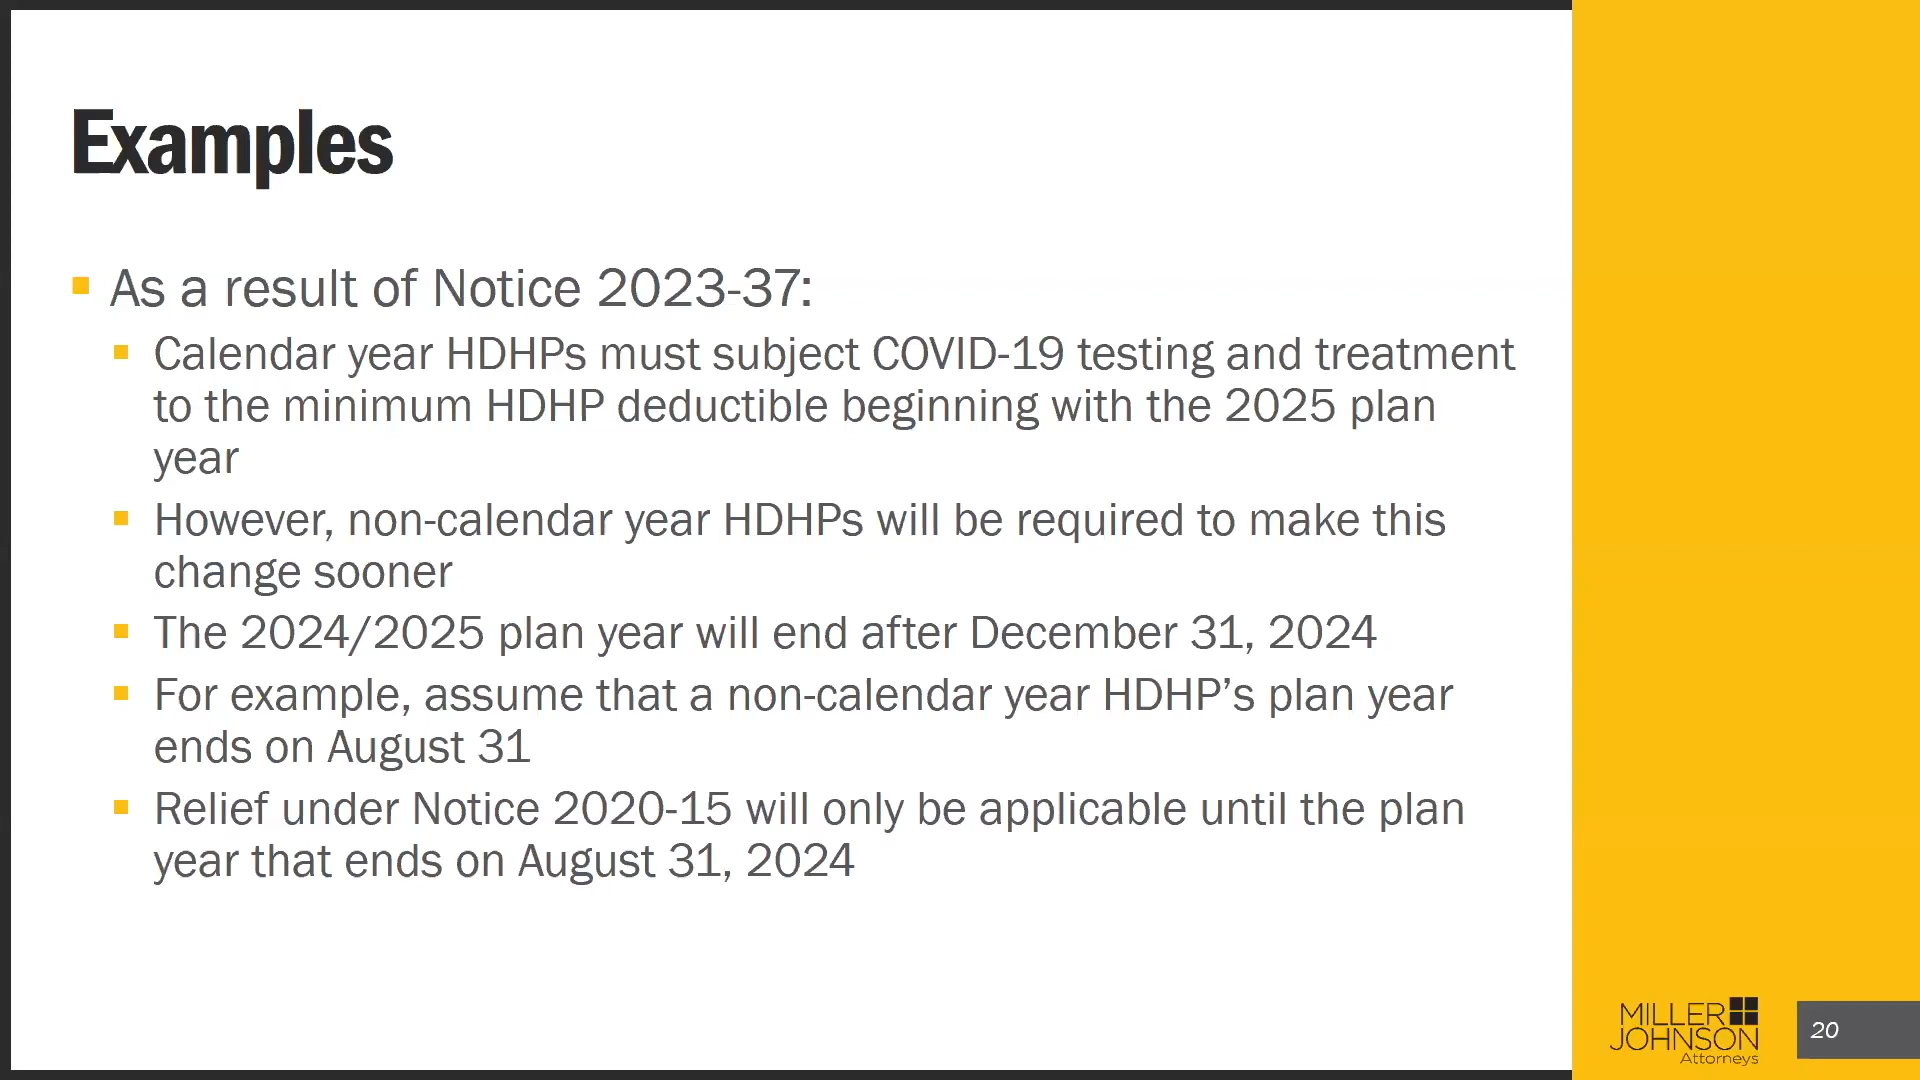 Examples
As a result of Notice 2023-37:
Calendar year HDHPs must subject COVID-19 testing and treatment
to the minimum HDHP deductible beginning with the 2025 plan
year
However, non-calendar year HDHPs will be required to make this
change sooner
The 2024/2025 plan year will end after December 31, 2024
For example, assume that a non-calendar year HDHP’s plan year
ends on August 31
Relief under Notice 2020-15 will only be applicable until the plan
year that ends on August 31, 2024
MILLER
JOHNSON
Attorneys
20